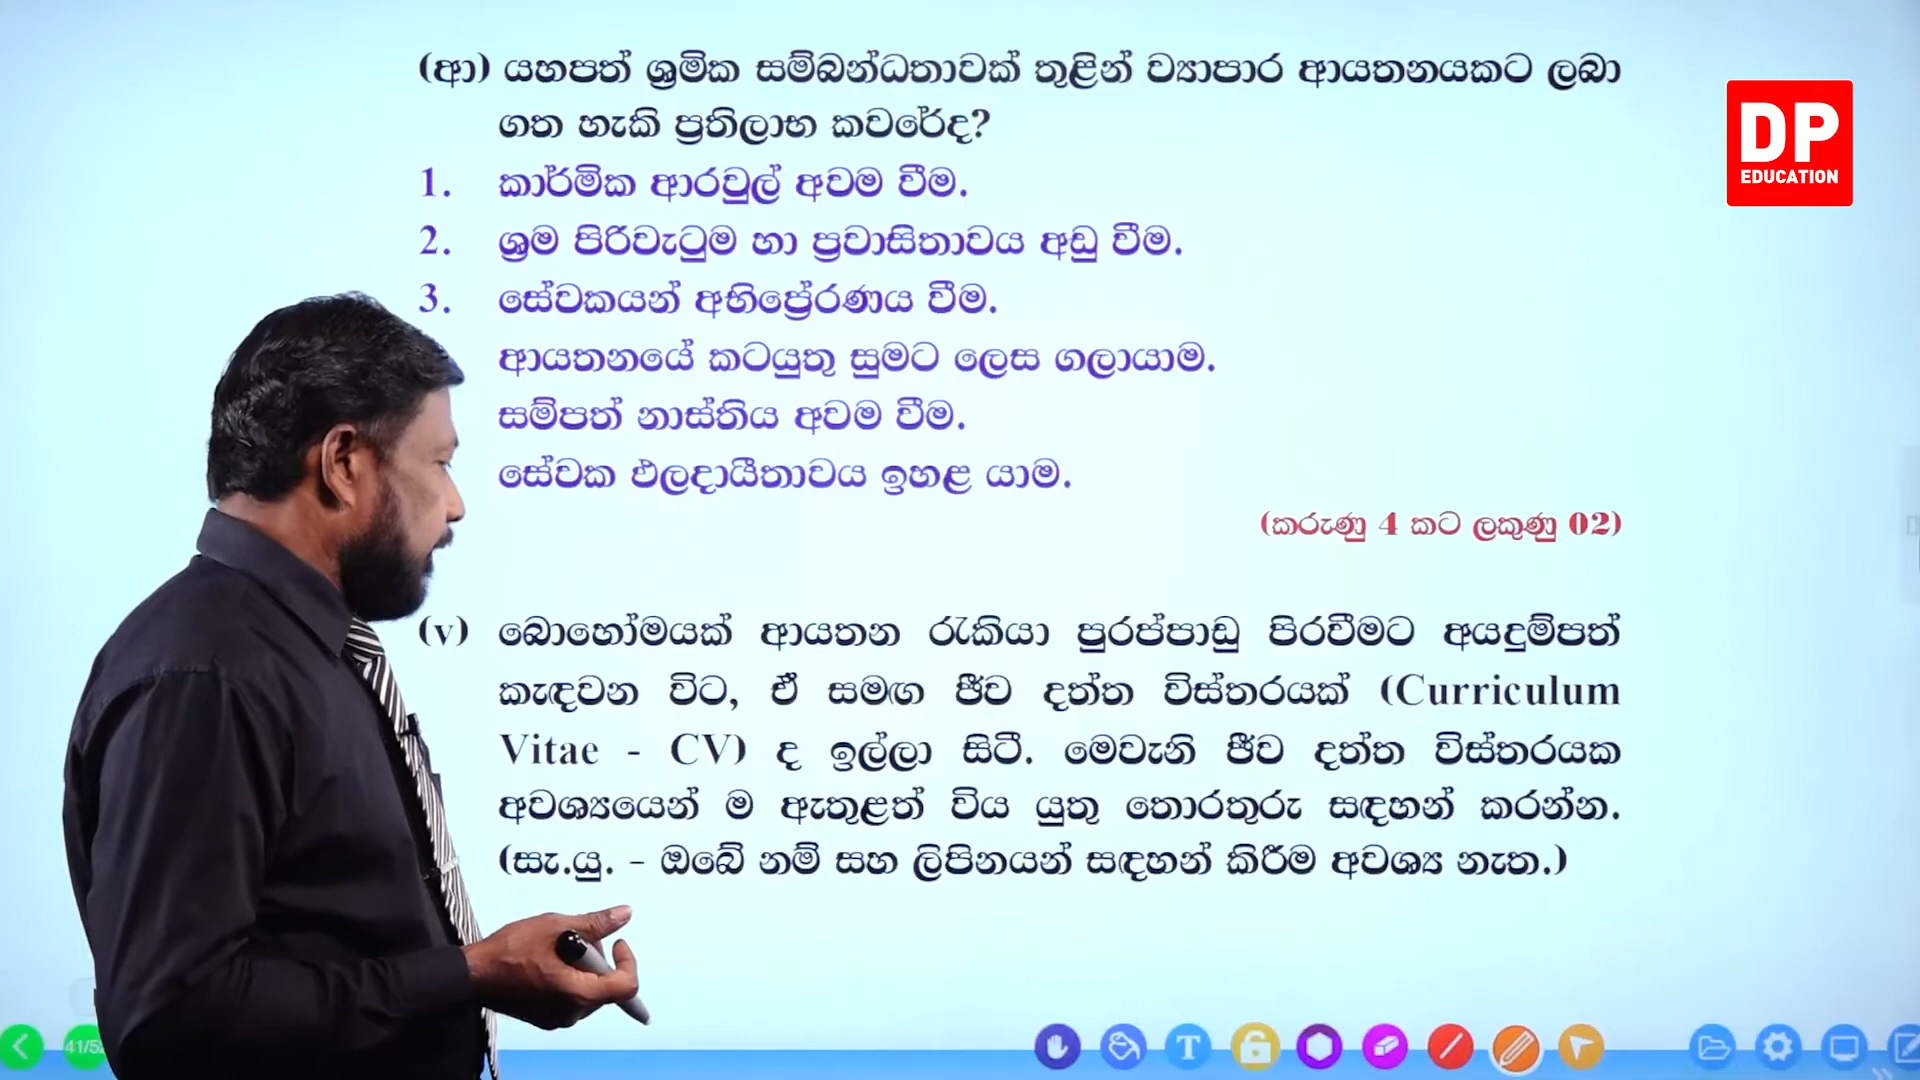 (ආ) යහපත් ශ්‍රමික සම්බන්ධතාවක් තුළින් ව්‍යාපාර ආයතනයකට ලබා
ගත හැකි ප්‍රතිලාභ කවරේද?
DP
EDUCATION
1. කාර්මික ආරවුල් අවම වීම.
2. ශ්‍රම පිරිවැටුම හා ප්‍රවාසිතාවය අඩු වීම.
3. සේවකයන් අභිප්‍රේරණය වීම.
ආයතනයේ කටයුතු සුමට ලෙස ගලායාම.
සම්පත් නාස්තිය අවම වීම.
සේවක ඵලදායීතාවය ඉහළ යාම.
(කරුණු 4 කට ලකුණු 02)
(v) බොහෝමයක් ආයතන රැකියා පුරප්පාඩු පිරවීමට අයදුම්පත්
කැඳවන විට, ඒ සමඟ ජීව දත්ත විස්තරයක් (Curriculum
Vitae - CV) ද ඉල්ලා සිටී. මෙවැනි ජීව දත්ත විස්තරයක
අවශ්‍යයෙන් ම ඇතුළත් විය යුතු තොරතුරු සඳහන් කරන්න.
(සැ.යු. - ඔබේ නම් සහ ලිපිනයන් සඳහන් කිරීම අවශ්‍ය නැත.)
T